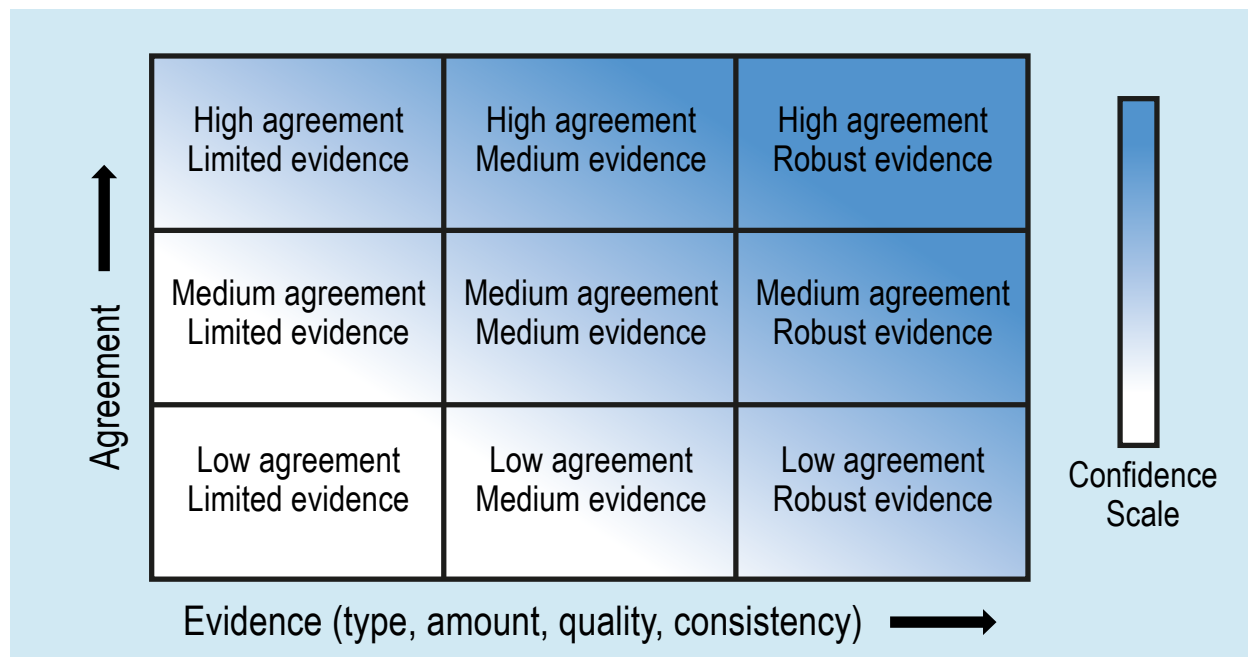 High agreement
Limited evidence
High agreement
Medium evidence
High agreement
Robust evidence
Medium agreement
Limited evidence
Medium agreement
Medium evidence
Medium agreement
Robust evidence
Low agreement
Limited evidence
Low agreement
Medium evidence
Low agreement
Robust evidence
Agreement
Evidence (type, amount, quality, consistency)
Confidence
Scale